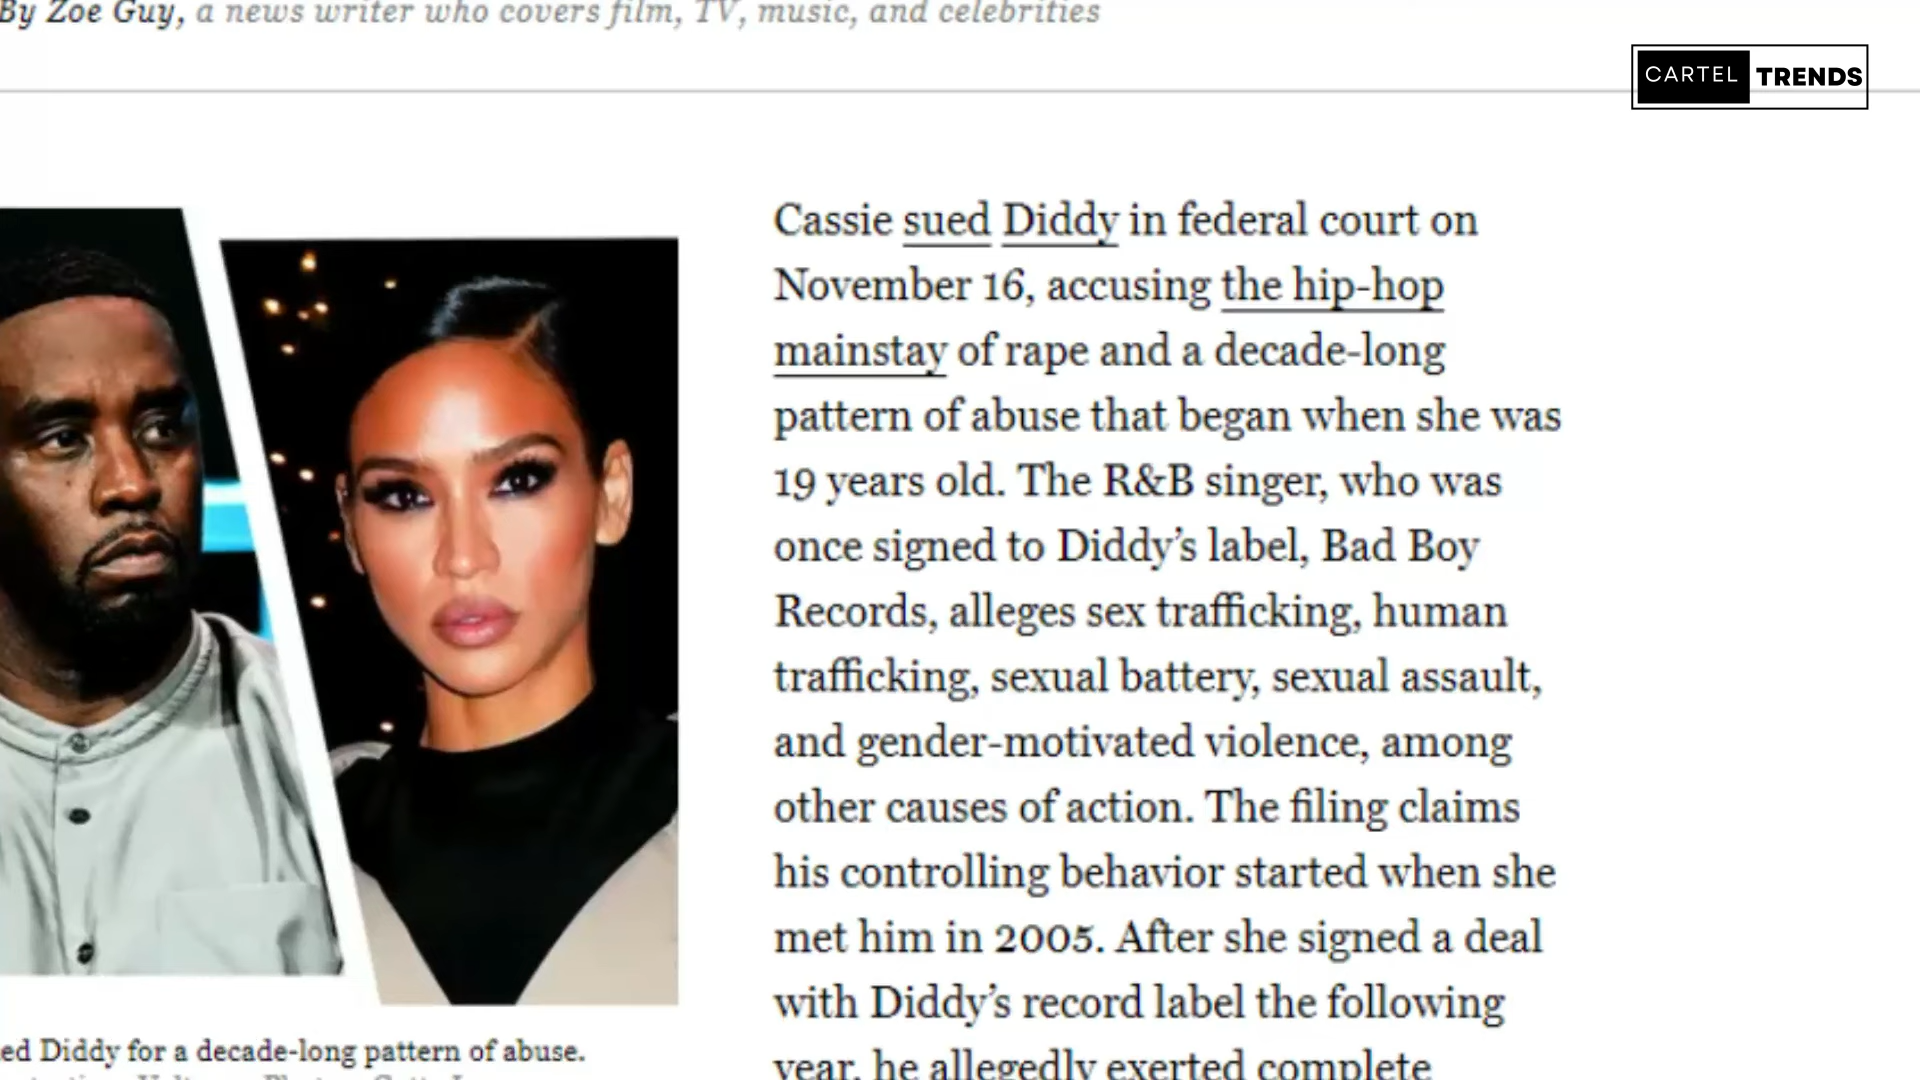 By Zoe Guy, a news writer who covers film, TV, music, and celebrities
CARTEL TRENDS
Cassie sued Diddy in federal court on
November 16, accusing the hip-hop
mainstay of rape and a decade-long
pattern of abuse that began when she was
19 years old. The R&B singer, who was
once signed to Diddy’s label, Bad Boy
Records, alleges sex trafficking, human
trafficking, sexual battery, sexual assault,
and gender-motivated violence, among
other causes of action. The filing claims
his controlling behavior started when she
met him in 2005. After she signed a deal
with Diddy’s record label the following
year, he allegedly exerted complete
ed Diddy for a decade-long pattern of abuse.